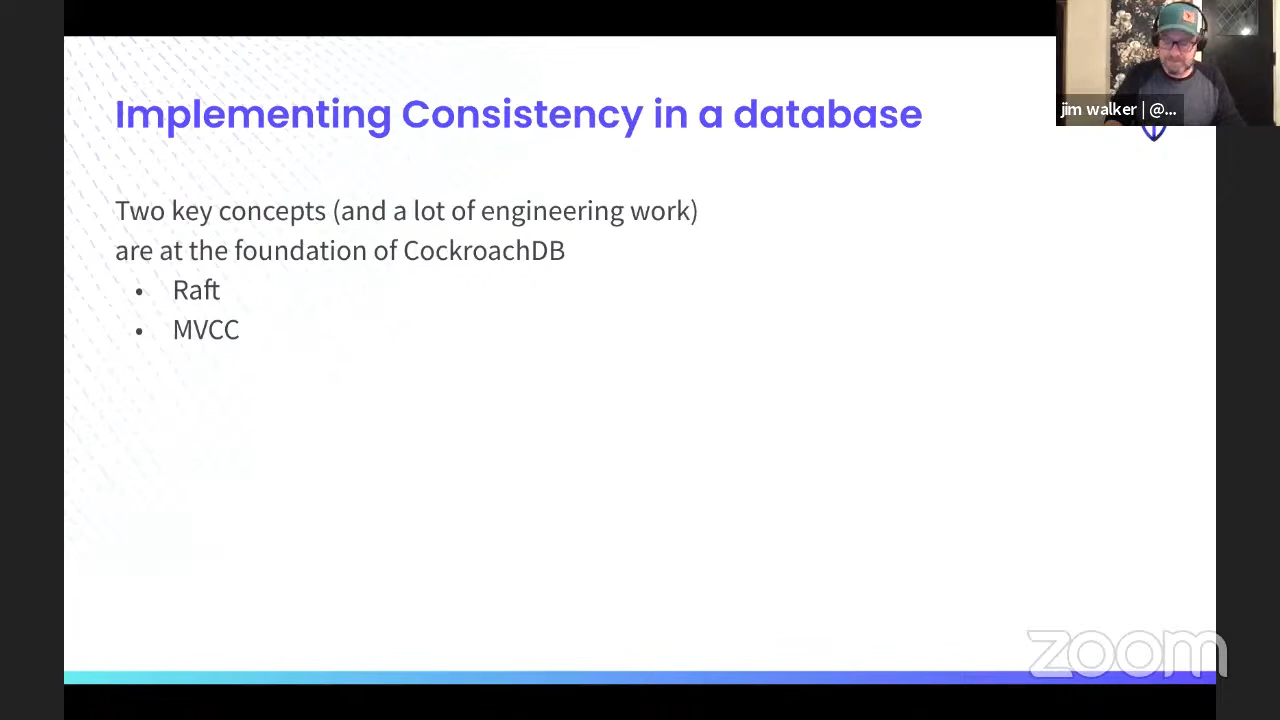 Implementing Consistency in a database
jim walker | @...
Two key concepts (and a lot of engineering work)
are at the foundation of CockroachDB
• Raft
• MVCC
zoom